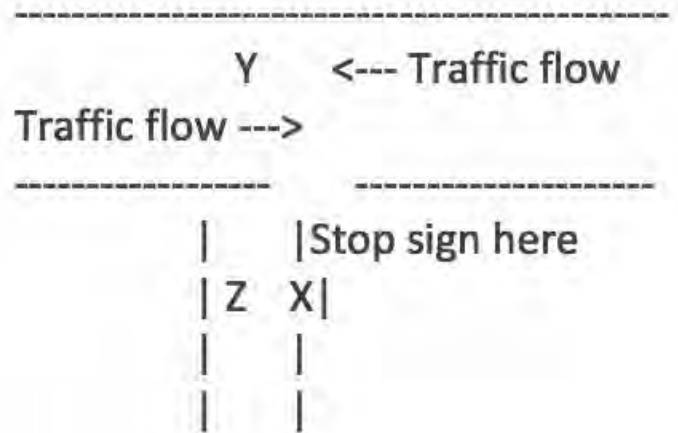 ----------------------------------------------
Y <--- Traffic flow
Traffic flow --->
------------------ ---------------------
| |Stop sign here
| Z X|
| |
| |